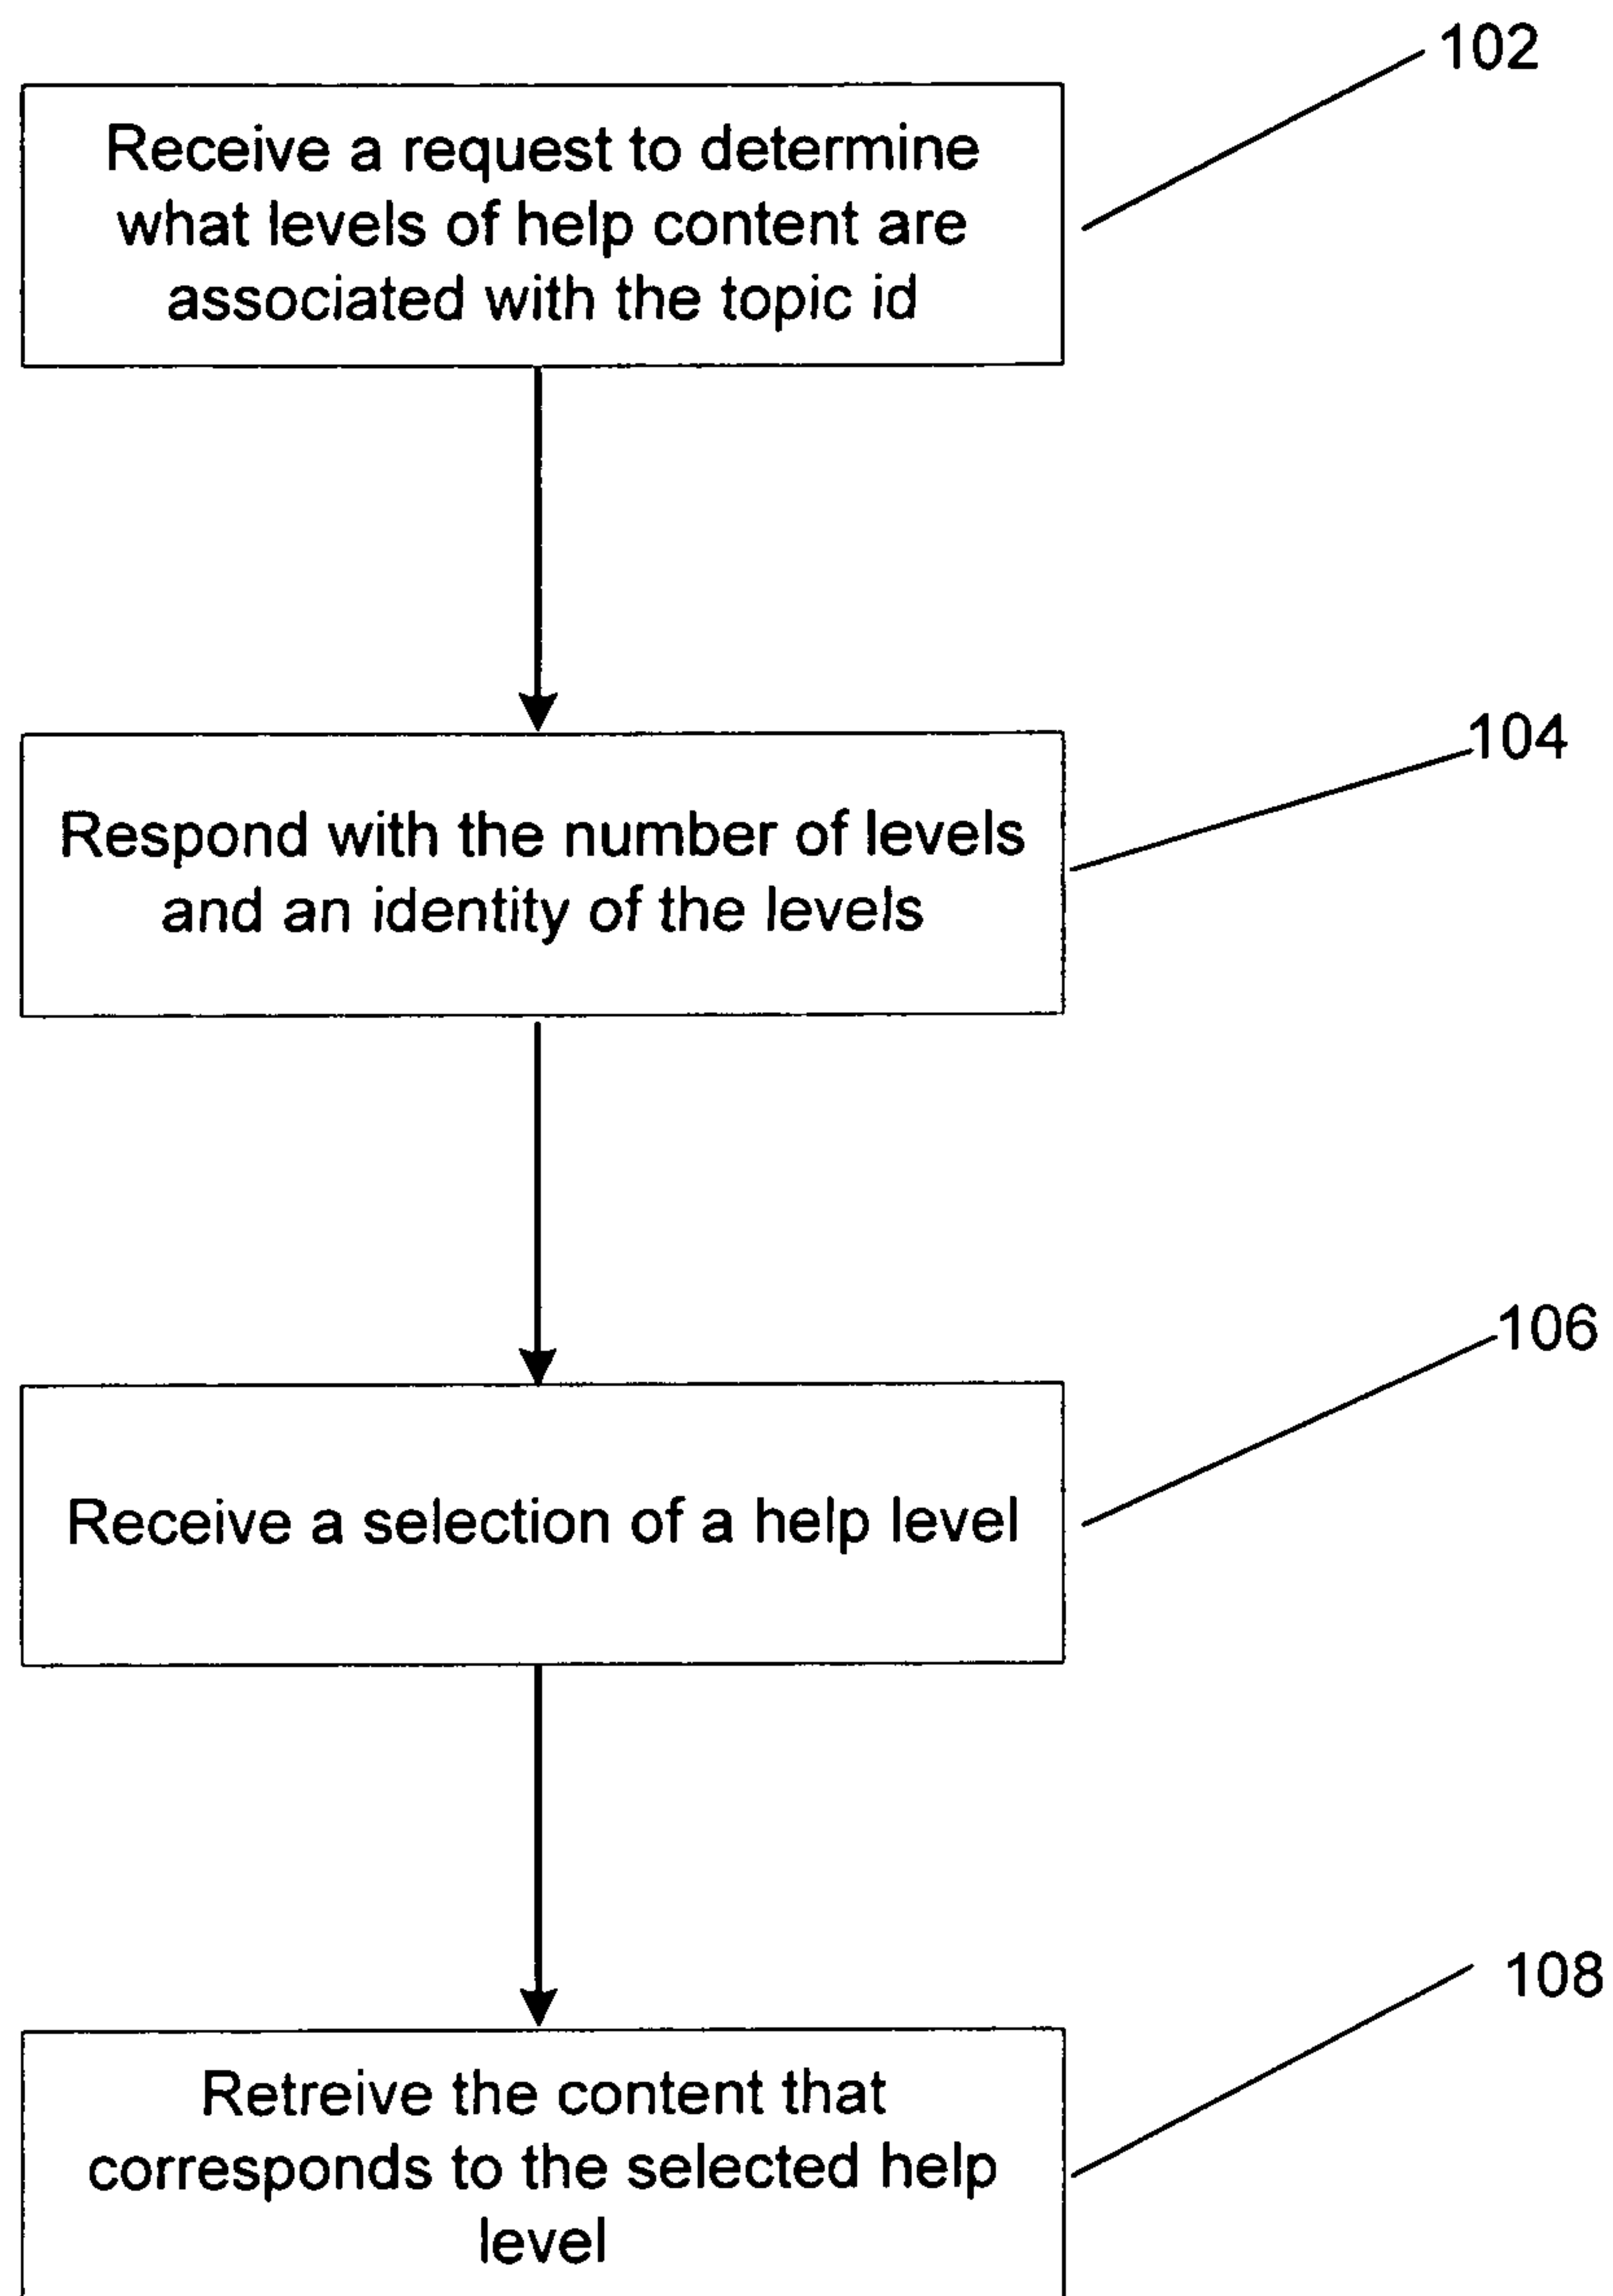 102
Receive a request to determine
what levels of help content are
associated with the topic id
104
Respond with the number of levels
and an identity of the levels
106
Receive a selection of a help level
108
Retreive the content that
corresponds to the selected help
level